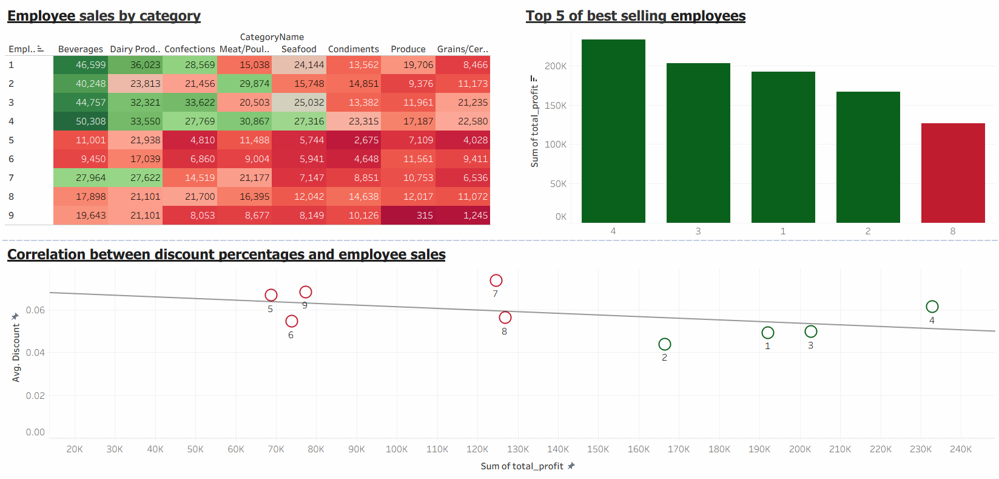 Employee sales by category
CategoryName
Empl.. Beverages Dairy Prod.. Confections Meat/Poul.. Seafood Condiments Produce Grains/Cer..
1 46,599 36,023 28,569 15,038 24,144 13,562 19,706 8,466
2 40,248 23,813 21,456 29,874 15,748 14,851 9,376 11,173
3 44,757 32,321 33,622 20,503 25,032 13,382 11,961 21,235
4 50,308 33,550 27,769 30,867 27,316 23,315 17,187 22,580
5 11,001 21,938 4,810 11,488 5,744 2,675 7,109 4,028
6 9,450 17,039 6,860 9,004 5,941 4,648 11,561 9,411
7 27,964 27,622 14,519 21,177 7,147 8,851 10,753 6,536
8 17,898 21,101 21,700 16,395 12,042 14,638 12,017 11,072
9 19,643 21,101 8,053 8,677 8,149 10,126 315 1,245
Top 5 of best selling employees
Sum of total_profit
200K
150K
100K
50K
0K
4 3 1 2 8
Correlation between discount percentages and employee sales
Avg. Discount
0.06
0.04
0.02
0.00
5
9
6
7
8
2
1
3
4
20K 30K 40K 50K 60K 70K 80K 90K 100K 110K 120K 130K 140K 150K 160K 170K 180K 190K 200K 210K 220K 230K 240K
Sum of total_profit